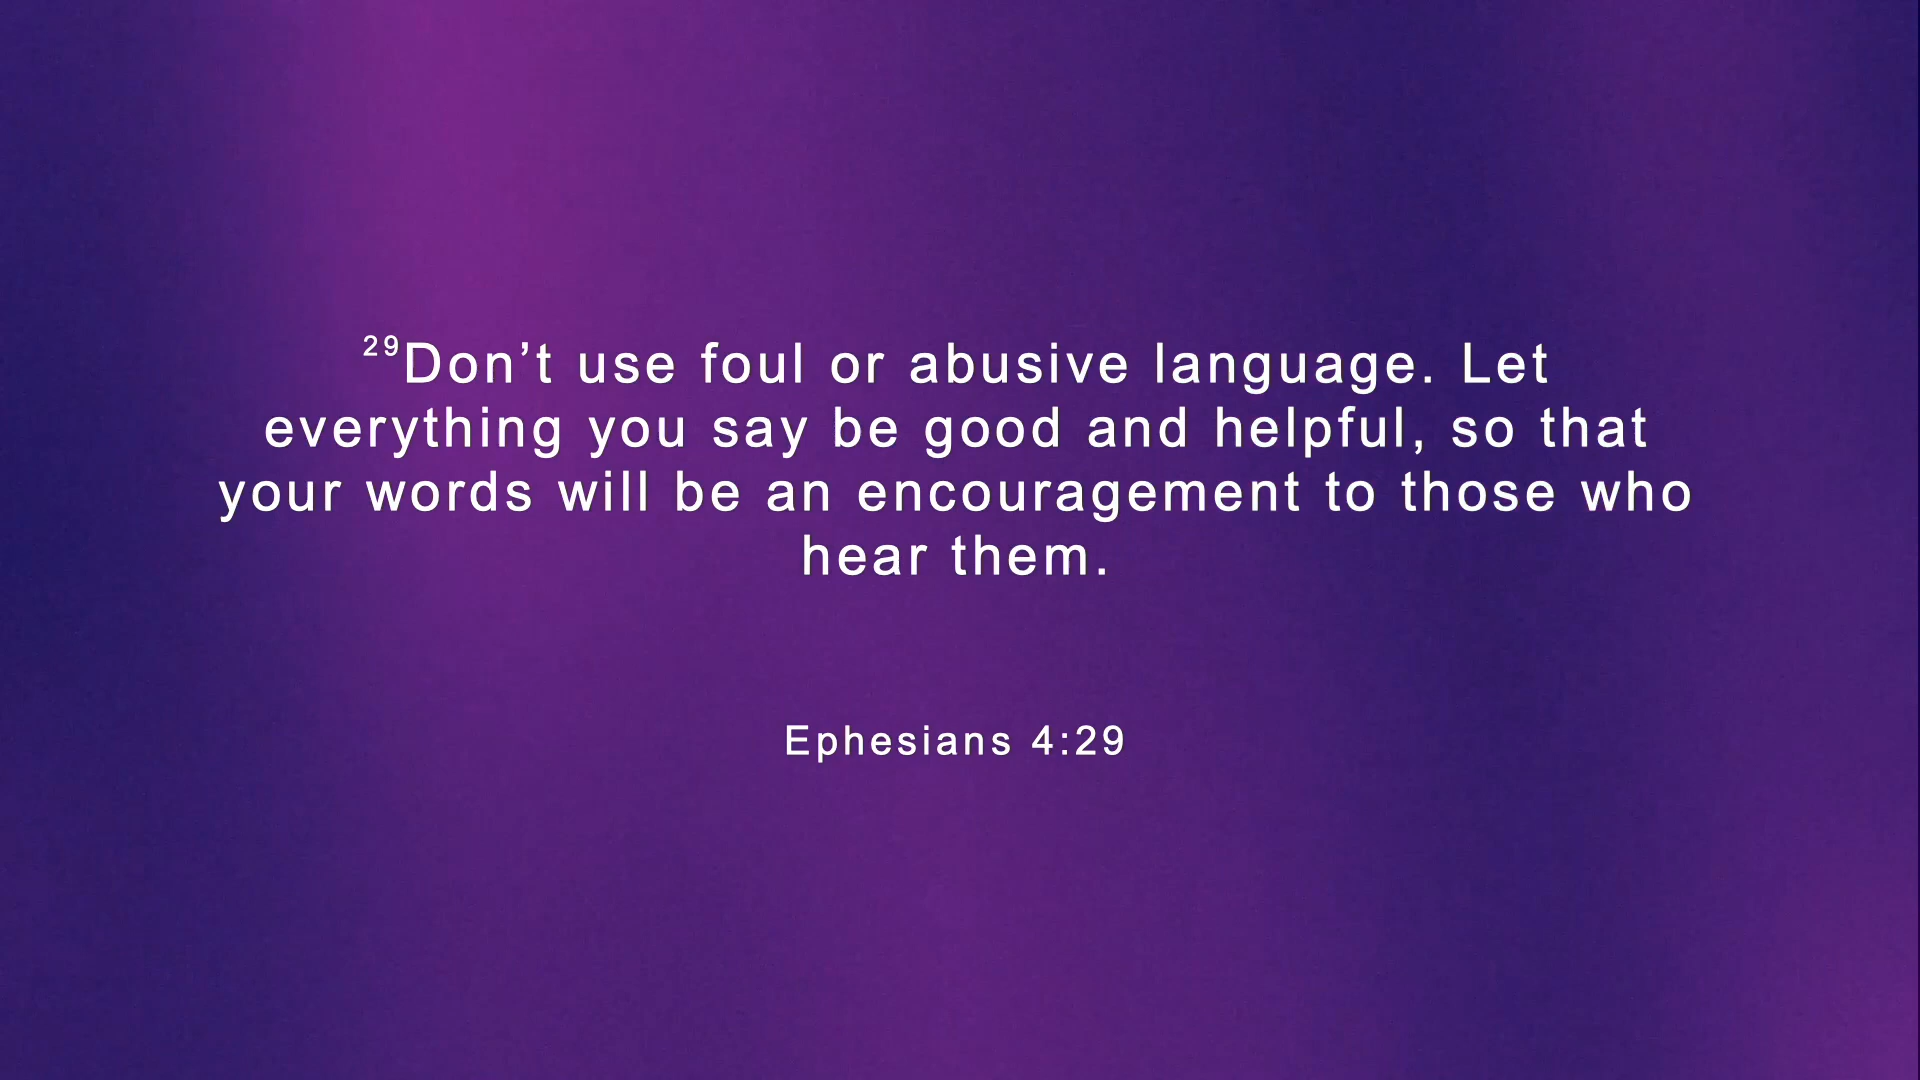 ²⁹Don’t use foul or abusive language. Let
everything you say be good and helpful, so that
your words will be an encouragement to those who
hear them.
Ephesians 4:29